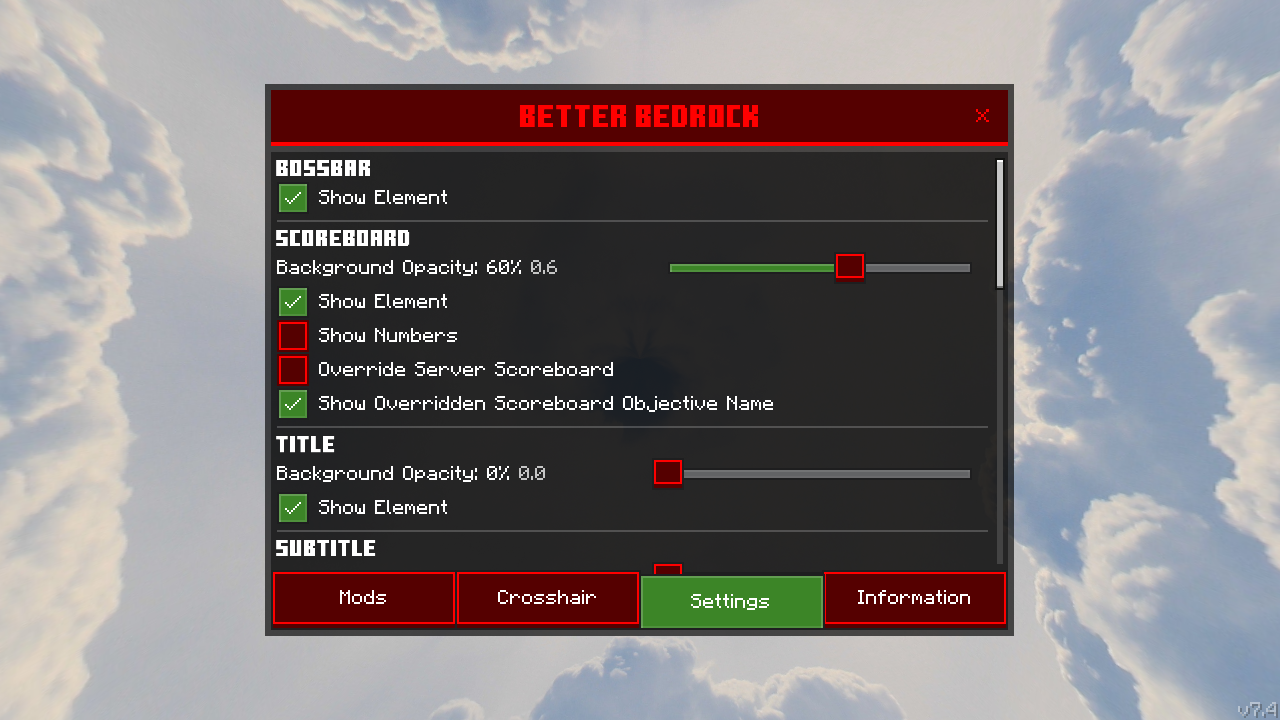 BETTER BEDROCK
BOSSBAR
Show Element
SCOREBOARD
Background Opacity: 60% 0.6
Show Element
Show Numbers
Override Server Scoreboard
Show Overridden Scoreboard Objective Name
TITLE
Background Opacity: 0% 0.0
Show Element
SUBTITLE
Mods Crosshair Settings Information
v7.4